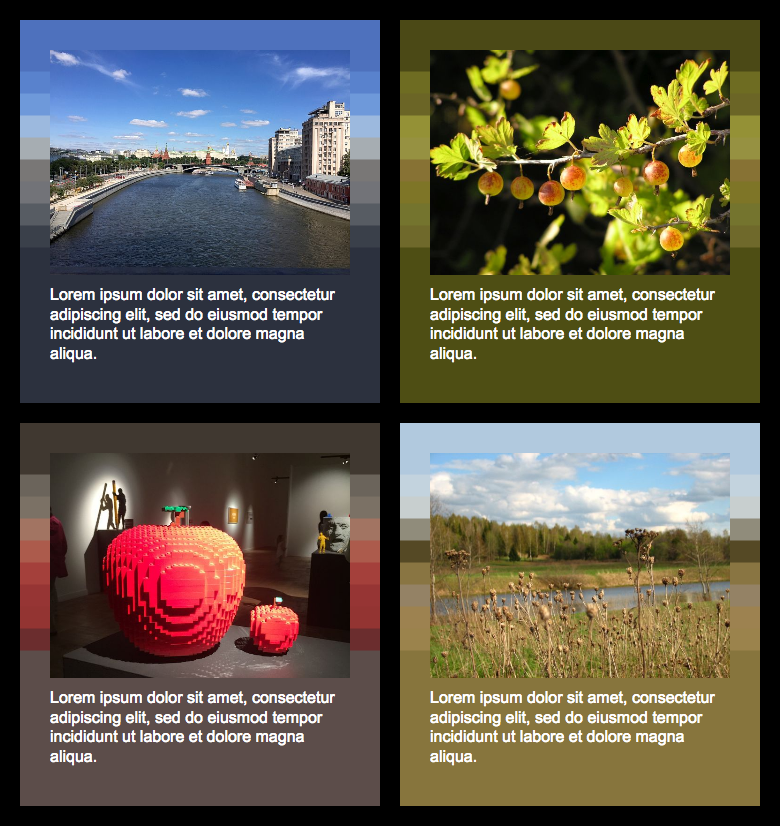 Lorem ipsum dolor sit amet, consectetur
adipiscing elit, sed do eiusmod tempor
incididunt ut labore et dolore magna
aliqua.
Lorem ipsum dolor sit amet, consectetur
adipiscing elit, sed do eiusmod tempor
incididunt ut labore et dolore magna
aliqua.
Lorem ipsum dolor sit amet, consectetur
adipiscing elit, sed do eiusmod tempor
incididunt ut labore et dolore magna
aliqua.
Lorem ipsum dolor sit amet, consectetur
adipiscing elit, sed do eiusmod tempor
incididunt ut labore et dolore magna
aliqua.